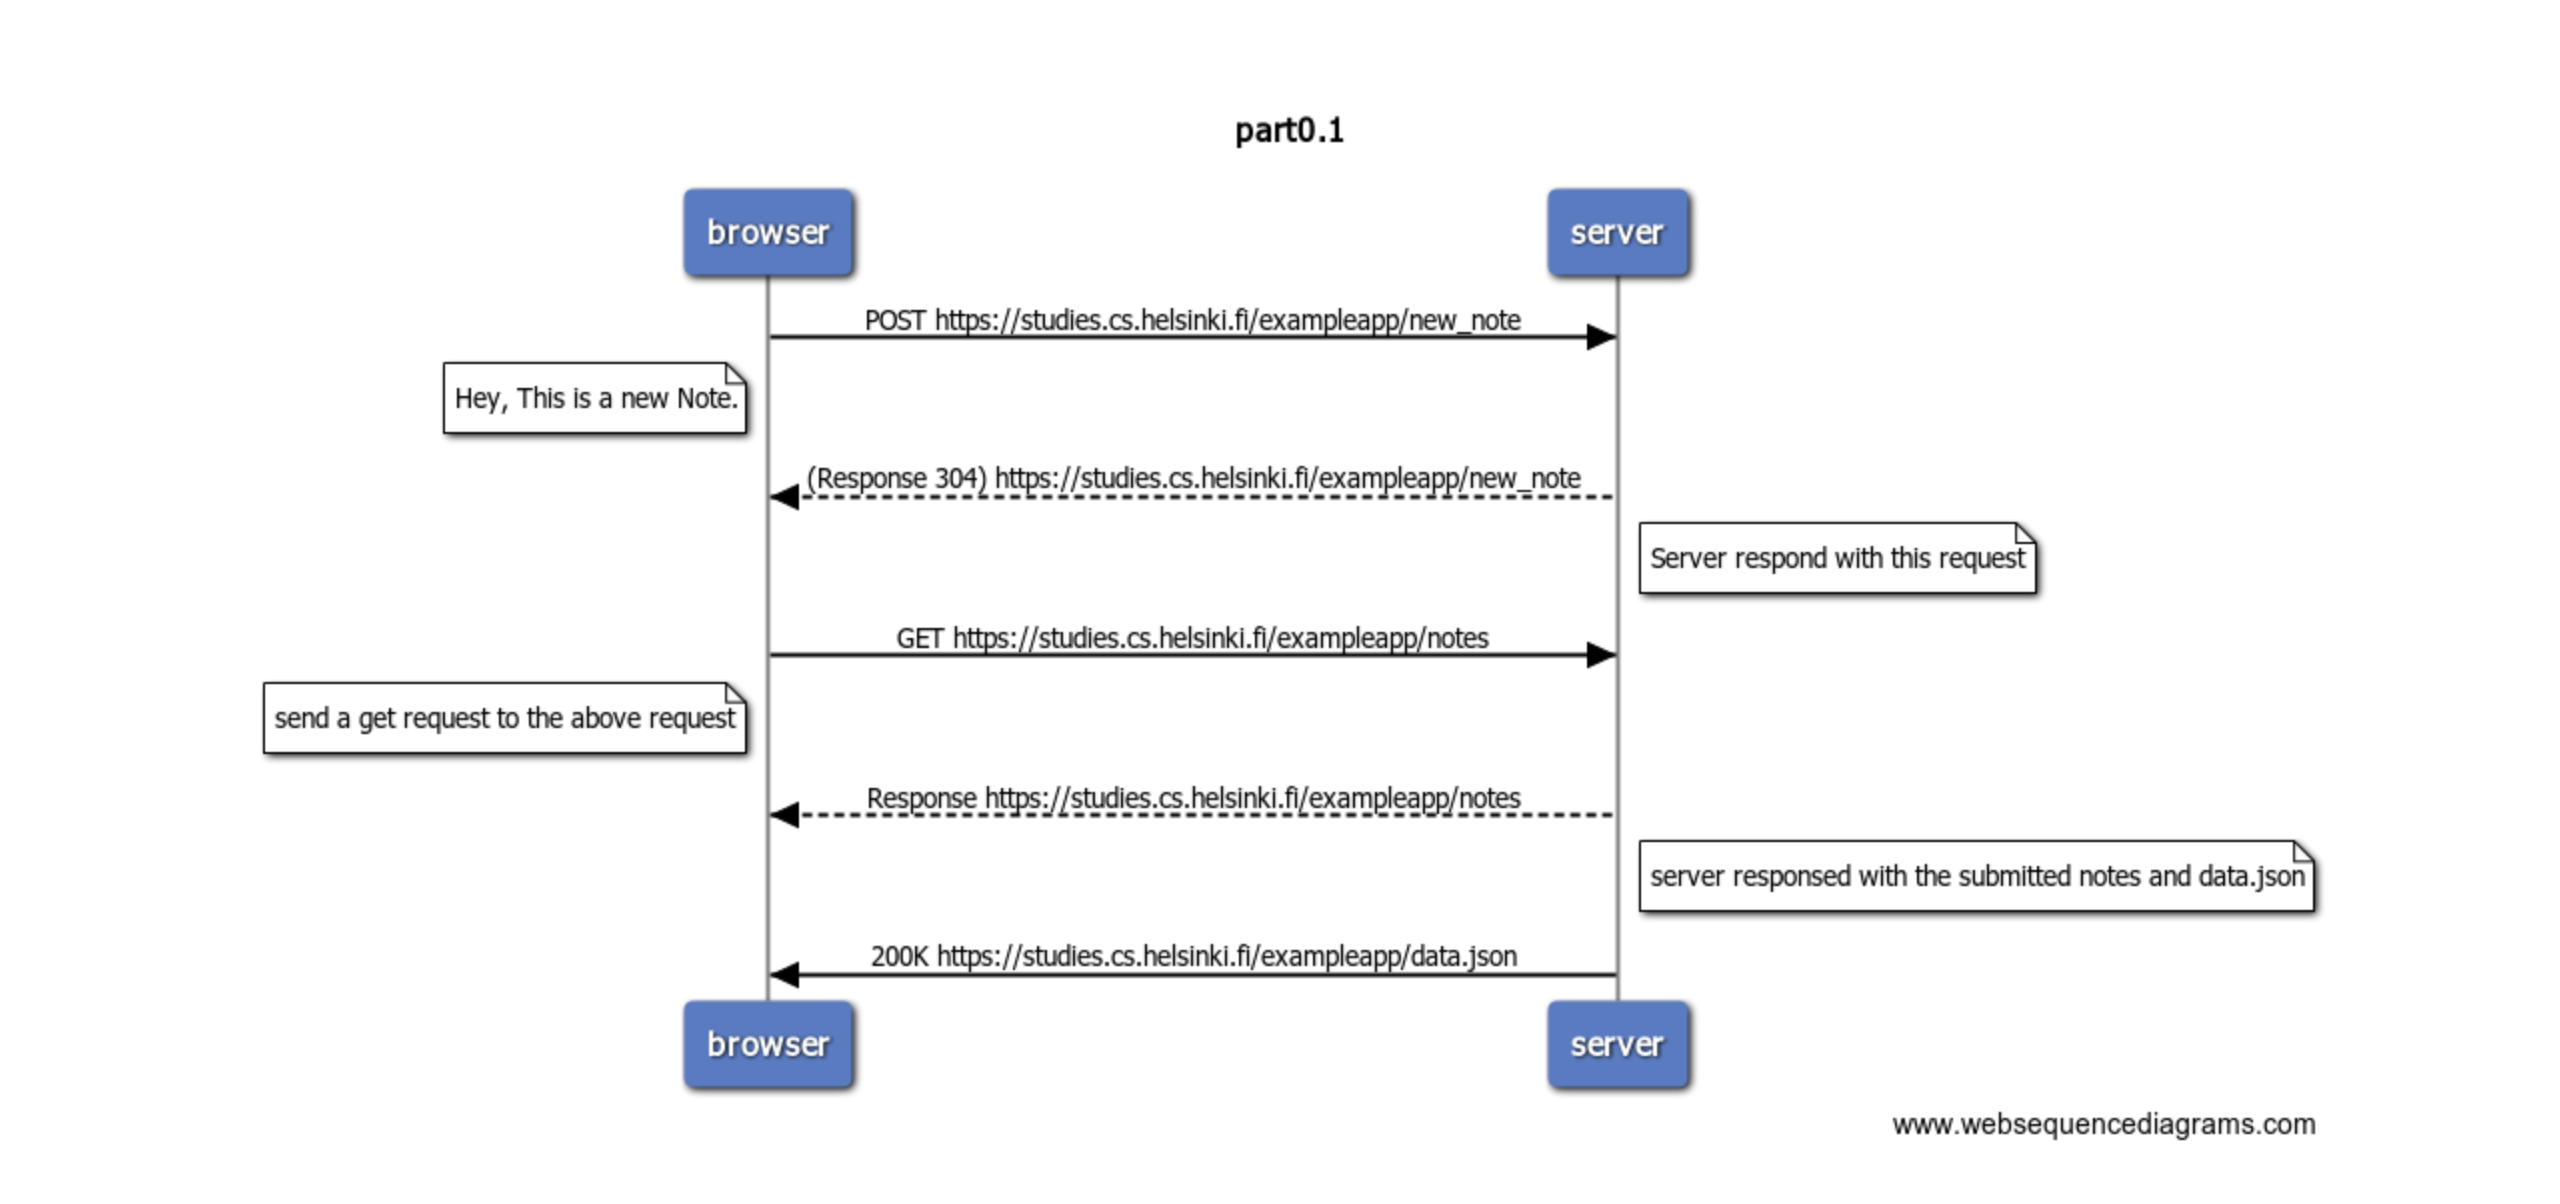 part0.1
browser
server
POST https://studies.cs.helsinki.fi/exampleapp/new_note
Hey, This is a new Note.
(Response 304) https://studies.cs.helsinki.fi/exampleapp/new_note
Server respond with this request
GET https://studies.cs.helsinki.fi/exampleapp/notes
send a get request to the above request
Response https://studies.cs.helsinki.fi/exampleapp/notes
server responsed with the submitted notes and data.json
200K https://studies.cs.helsinki.fi/exampleapp/data.json
browser
server
www.websequencediagrams.com